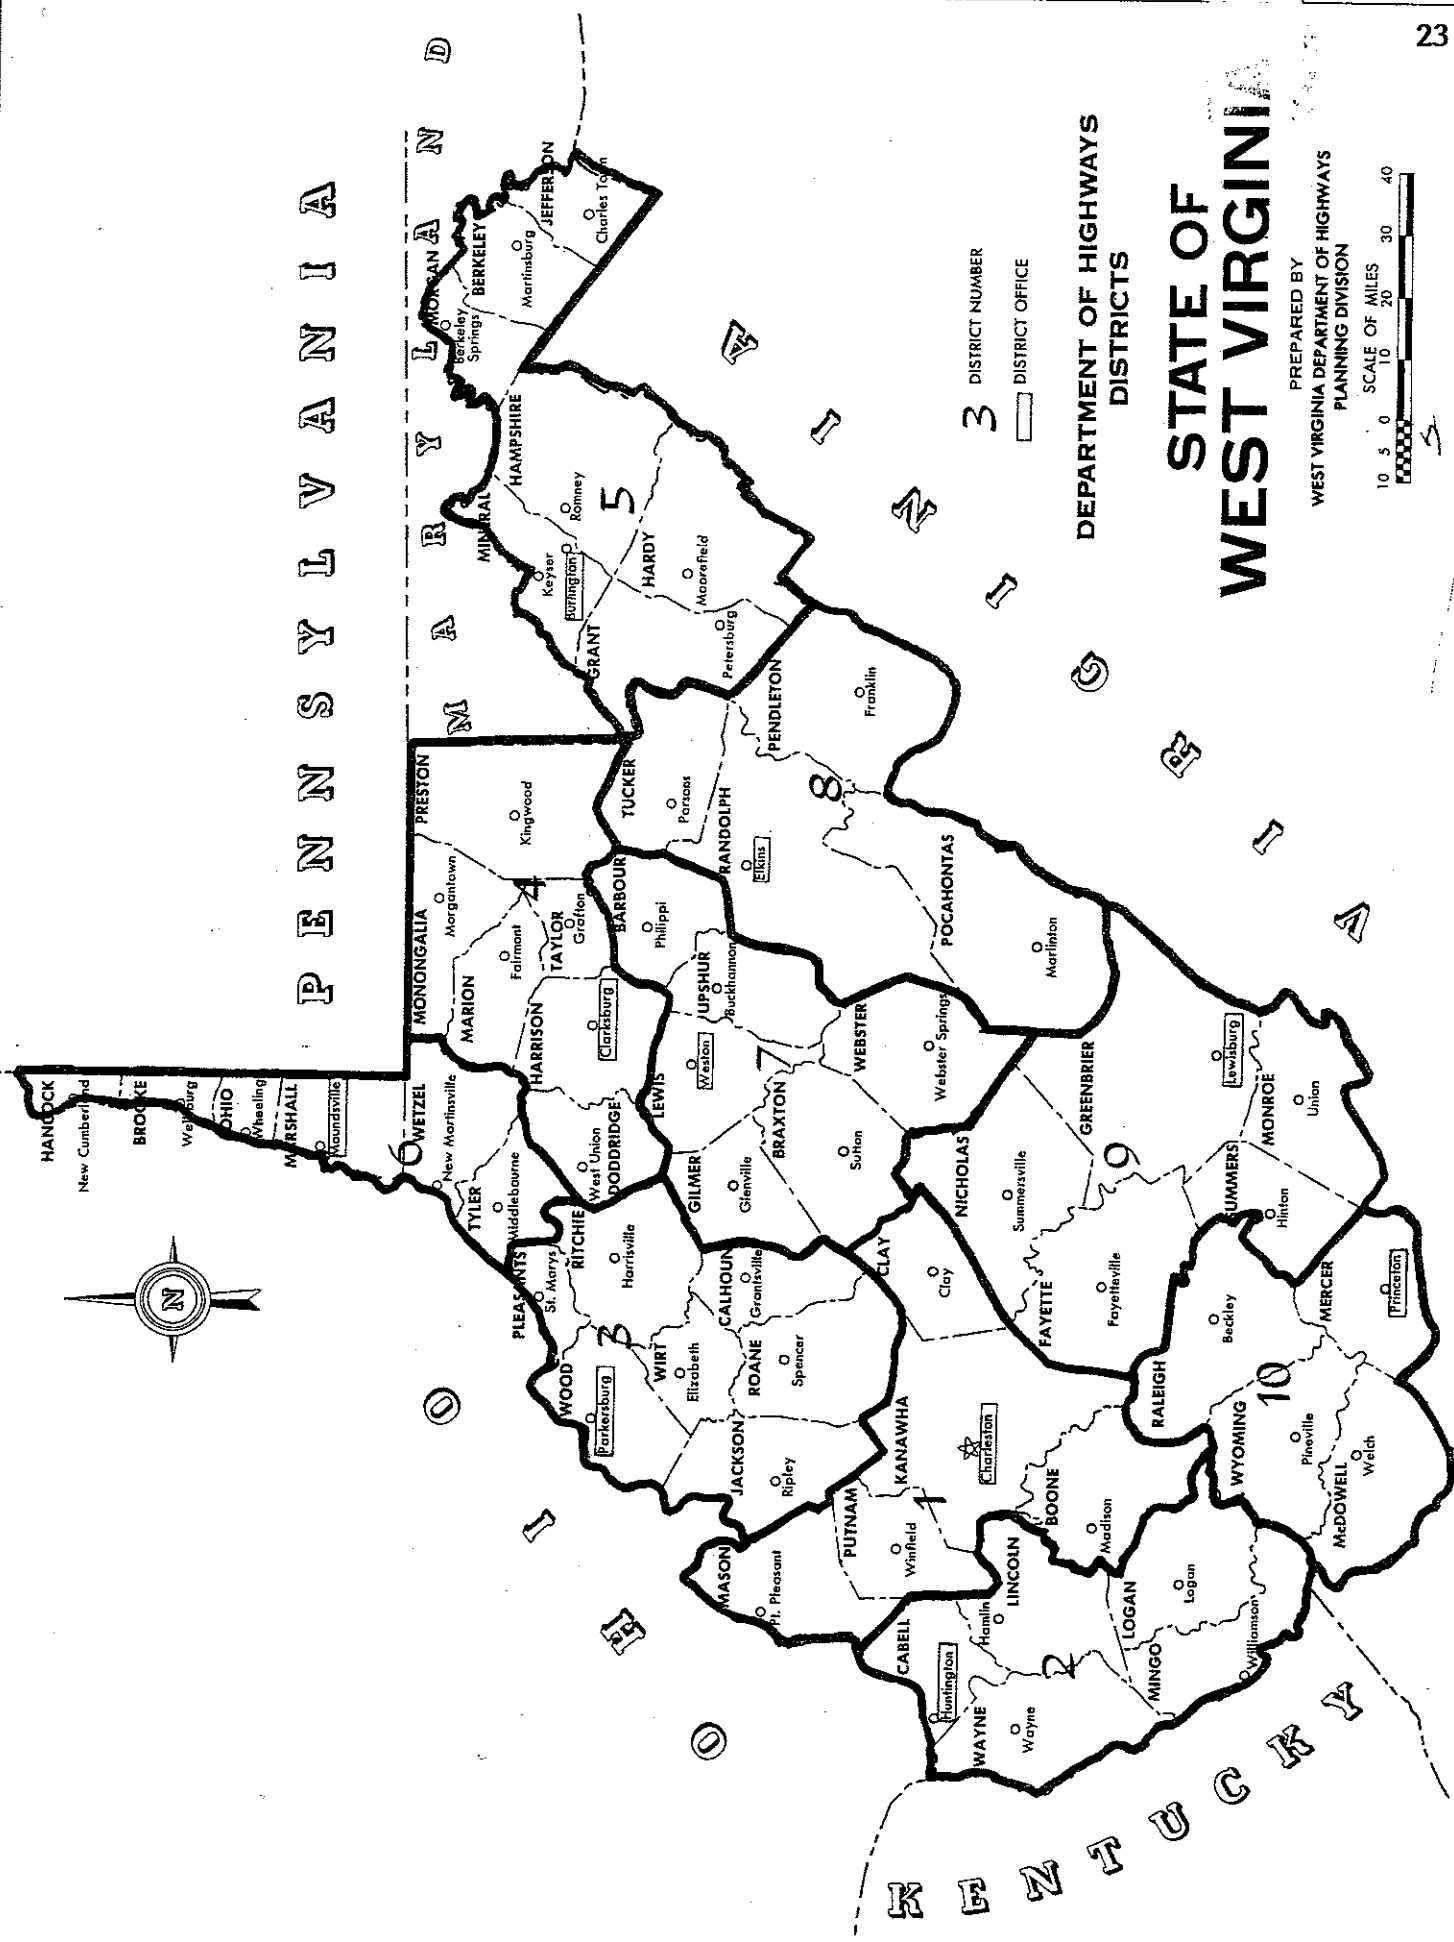 23
PENNSYLVANIA
MARYLAND
OHIO
KENTUCKY
VIRGINIA
N
HANCOCK
New Cumberland
BROOKE
Wellsburg
OHIO
Wheeling
MARSHALL
Moundsville
6
WETZEL
New Martinsville
TYLER
Middlebourne
PLEASANTS
St. Marys
RITCHIE
Harrisville
WOOD
Parkersburg
3
WIRT
Elizabeth
CALHOUN
Grantsville
ROANE
Spencer
JACKSON
Ripley
MONONGALIA
Morgantown
PRESTON
Kingwood
MARION
Fairmont
4
TAYLOR
Grafton
HARRISON
Clarksburg
DODDRIDGE
West Union
BARBOUR
Philippi
UPSHUR
Buckhannon
LEWIS
Weston
7
GILMER
Glenville
BRAXTON
Sutton
WEBSTER
Webster Springs
TUCKER
Parsons
RANDOLPH
Elkins
8
PENDLETON
Franklin
POCAHONTAS
Marlinton
GRANT
Petersburg
MINERAL
Keyser
Burlington
HAMPSHIRE
Romney
5
HARDY
Moorefield
MORGAN
Berkeley
Springs
BERKELEY
Martinsburg
JEFFERSON
Charles Town
MASON
Pt. Pleasant
PUTNAM
Winfield
1
KANAWHA
Charleston
CLAY
Clay
BOONE
Madison
CABELL
Huntington
WAYNE
Wayne
LINCOLN
Hamlin
2
LOGAN
Logan
MINGO
Williamson
NICHOLAS
Summersville
FAYETTE
Fayetteville
9
GREENBRIER
Lewisburg
MONROE
Union
SUMMERS
Hinton
RALEIGH
Beckley
10
WYOMING
Pineville
McDOWELL
Welch
MERCER
Princeton
3 DISTRICT NUMBER
DISTRICT OFFICE
DEPARTMENT OF HIGHWAYS
DISTRICTS
STATE OF
WEST VIRGINIA
PREPARED BY
WEST VIRGINIA DEPARTMENT OF HIGHWAYS
PLANNING DIVISION
SCALE OF MILES
10 5 0 10 20 30 40